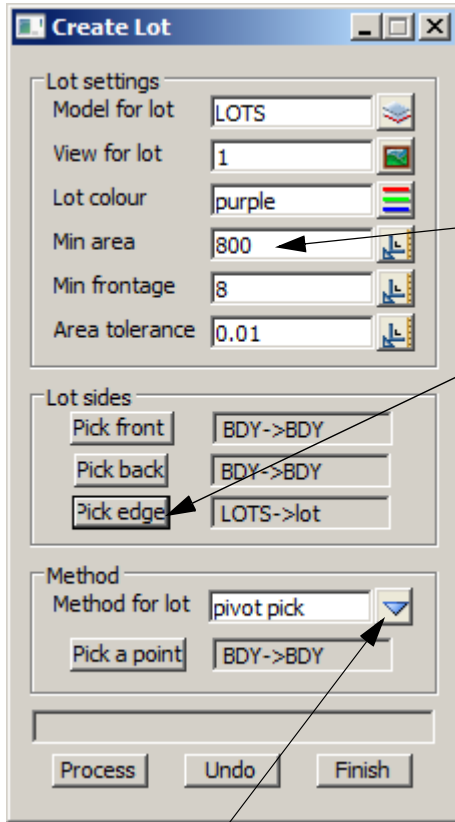 Create Lot
Lot settings
Model for lot LOTS
View for lot 1
Lot colour purple
Min area 800
Min frontage 8
Area tolerance 0.01
Lot sides
Pick front BDY->BDY
Pick back BDY->BDY
Pick edge LOTS->lot
Method
Method for lot pivot pick
Pick a point BDY->BDY
Process Undo Finish